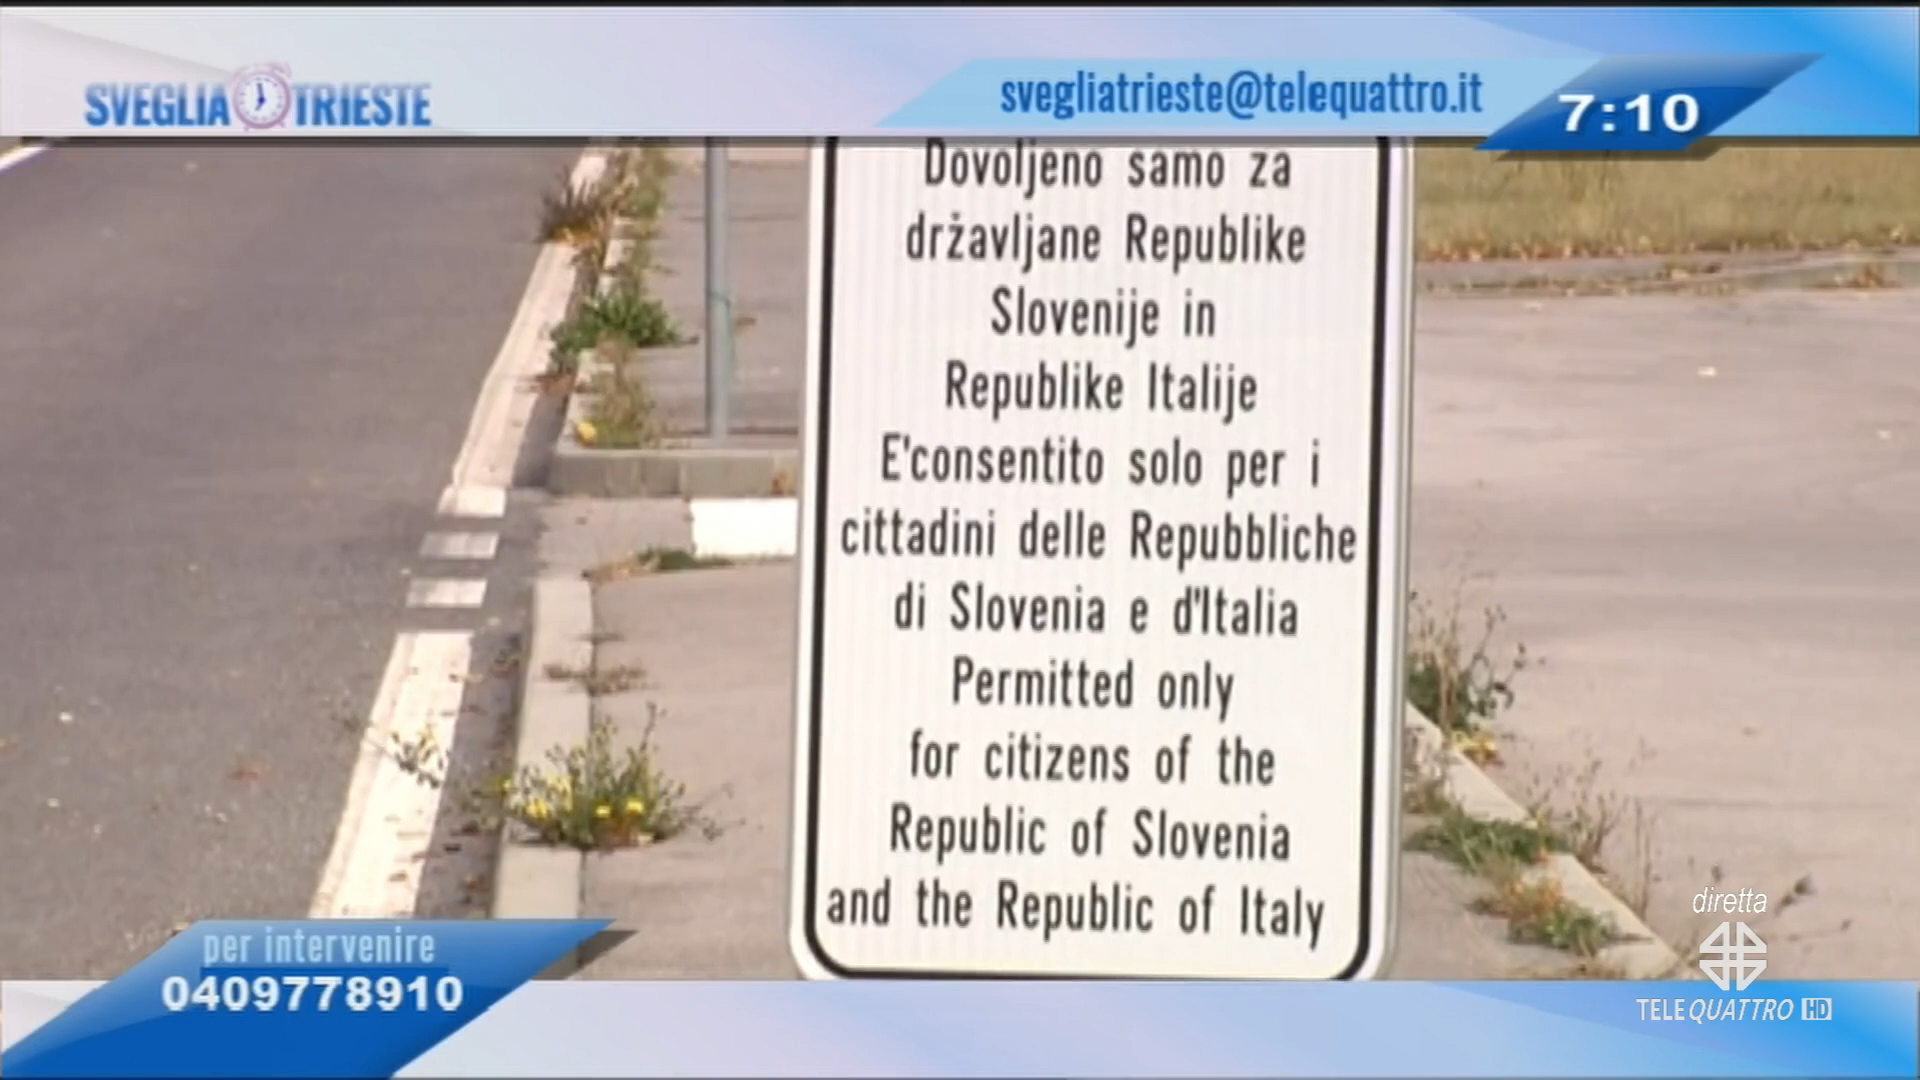 SVEGLIA TRIESTE
svegliatrieste@telequattro.it
7:10
Dovoljeno samo za
državljane Republike
Slovenije in
Republike Italije
E'consentito solo per i
cittadini delle Repubbliche
di Slovenia e d'Italia
Permitted only
for citizens of the
Republic of Slovenia
and the Republic of Italy
per intervenire
0409778910
diretta
TELEQUATTRO HD